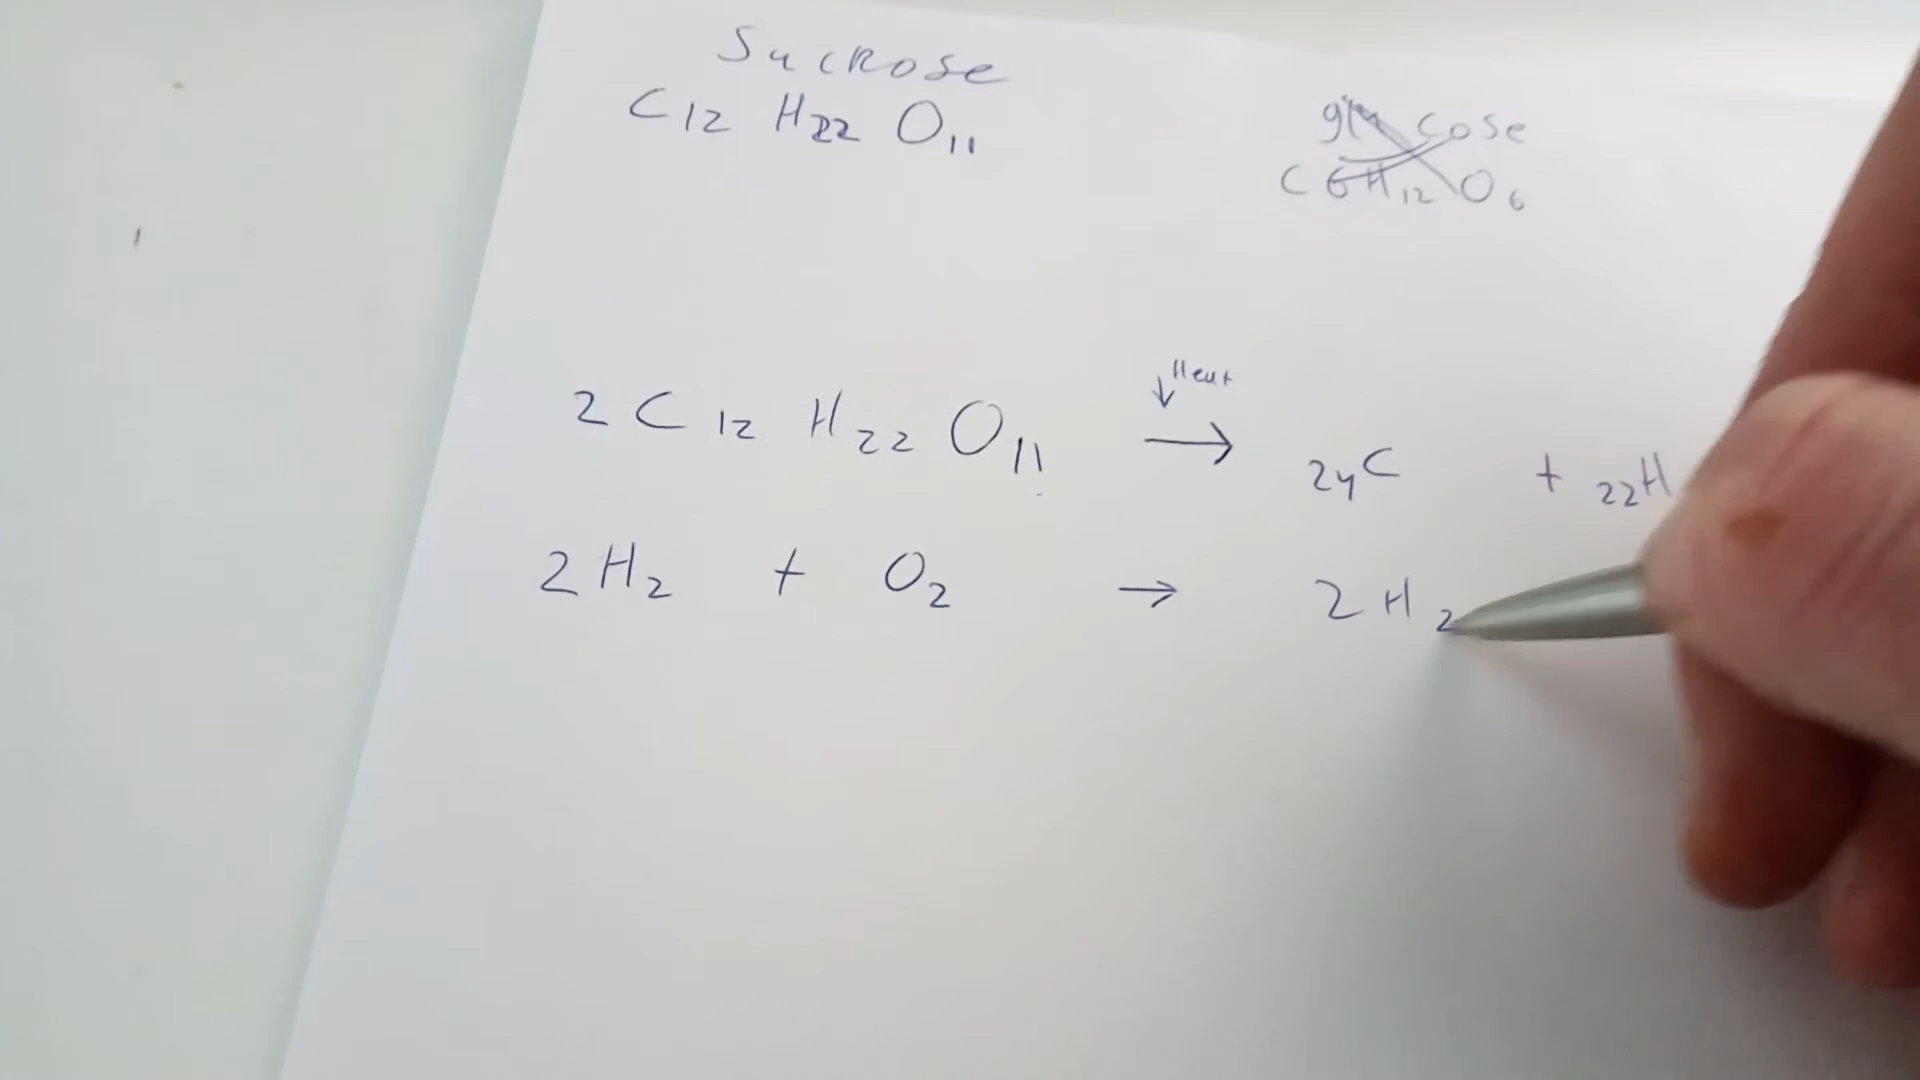 Sucrose
C12 H22 O11
glucose
C6H12O6
Heat
2 C12 H22 O11 → 24C + 22H
2H2 + O2 → 2H2